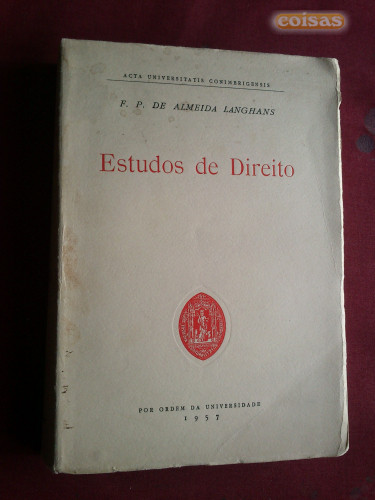 coisas
ACTA UNIVERSITATIS CONIMBRIGENSIS
F. P. DE ALMEIDA LANGHANS
Estudos de Direito
POR ORDEM DA UNIVERSIDADE
1957